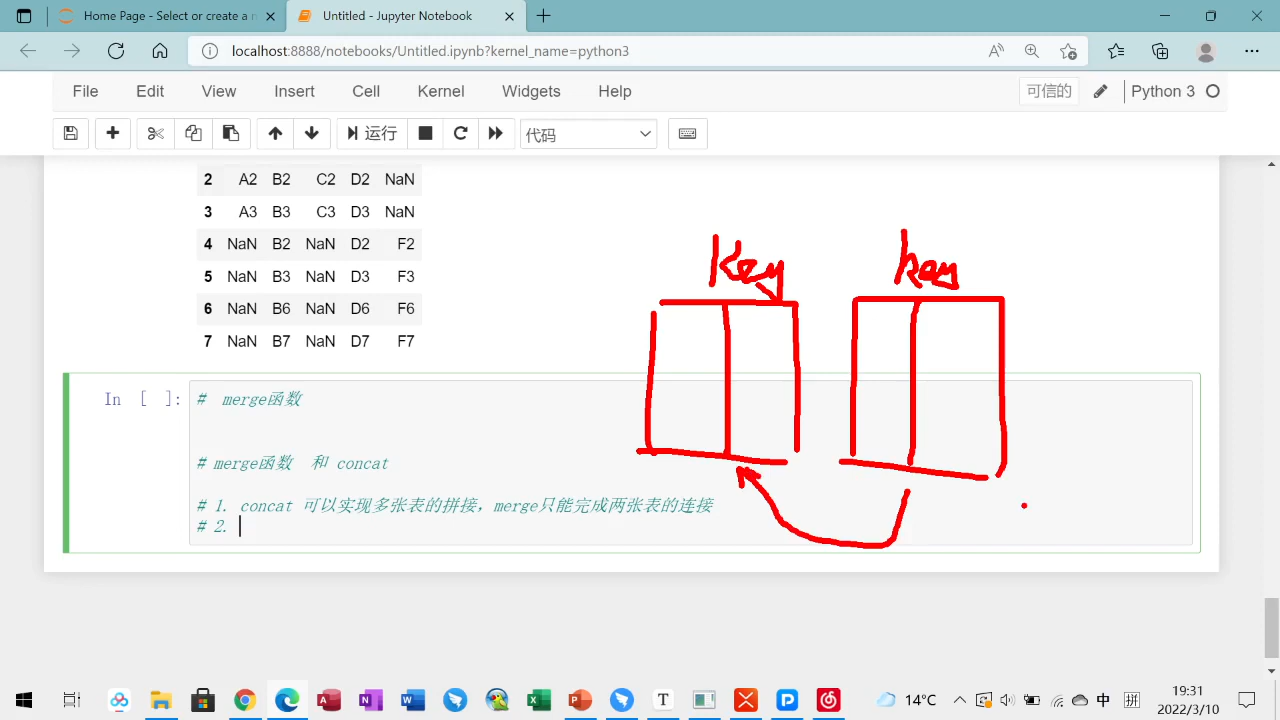 Home Page - Select or create a n
Untitled - Jupyter Notebook
localhost:8888/notebooks/Untitled.ipynb?kernel_name=python3
File Edit View Insert Cell Kernel Widgets Help 可信的 Python 3
运行 代码
2 A2 B2 C2 D2 NaN
3 A3 B3 C3 D3 NaN
4 NaN B2 NaN D2 F2
5 NaN B3 NaN D3 F3
6 NaN B6 NaN D6 F6
7 NaN B7 NaN D7 F7
key key
In [ ]: # merge函数
# merge函数 和 concat
# 1. concat 可以实现多张表的拼接，merge只能完成两张表的连接
# 2.
14°C 中 拼 19:31
2022/3/10